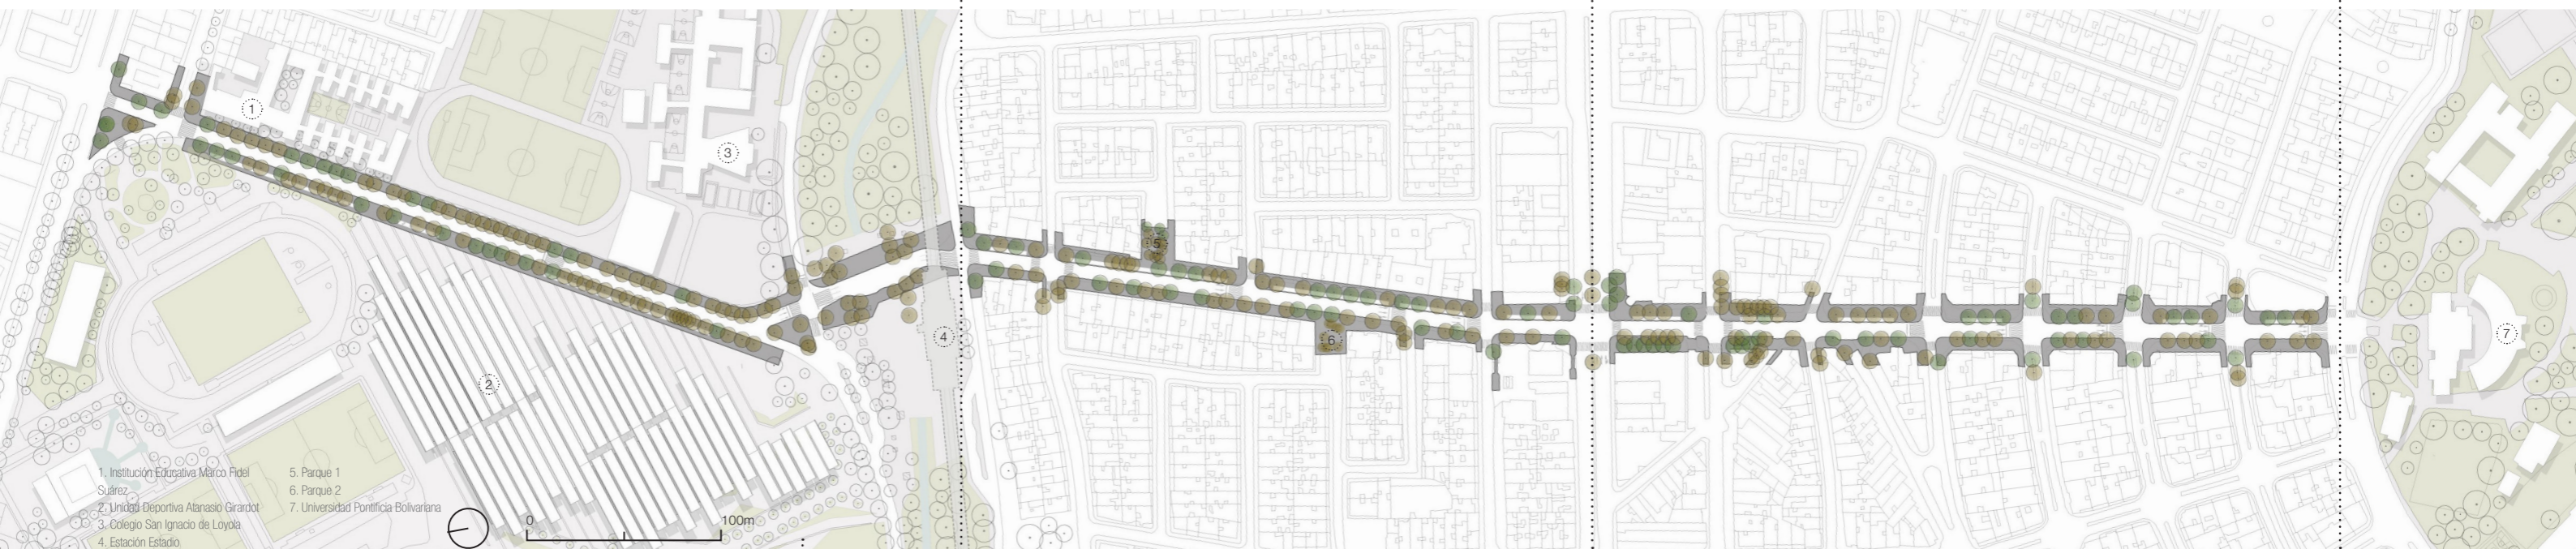 1
3
5
4
6
7
2
1. Institución Educativa Marco Fidel
Suárez
2. Unidad Deportiva Atanasio Girardot
3. Colegio San Ignacio de Loyola
4. Estación Estadio
5. Parque 1
6. Parque 2
7. Universidad Pontificia Bolivariana
0 100m